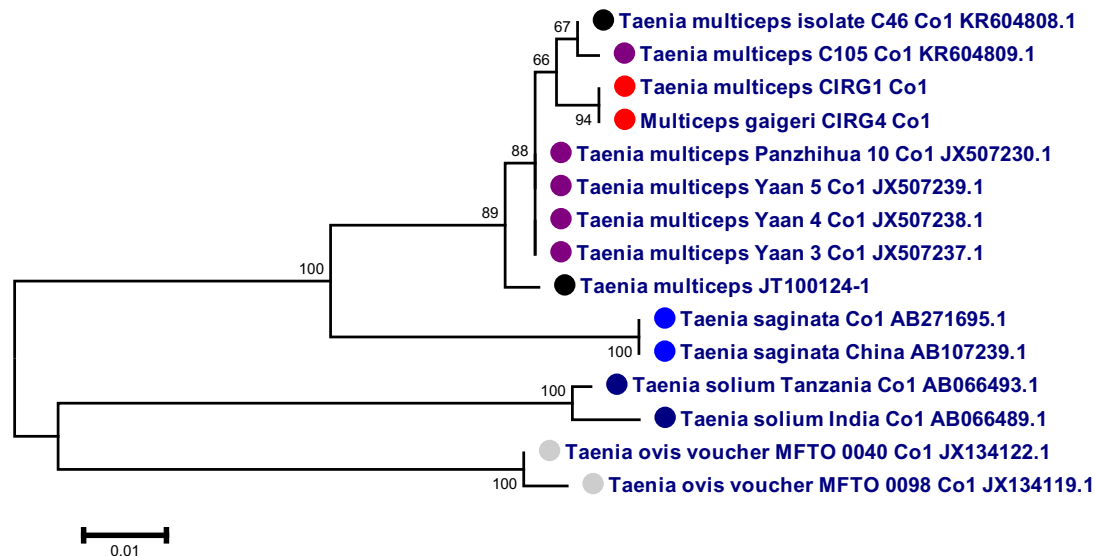 67
Taenia multiceps isolate C46 Co1 KR604808.1
Taenia multiceps C105 Co1 KR604809.1
66
Taenia multiceps CIRG1 Co1
94
Multiceps gaigeri CIRG4 Co1
88
Taenia multiceps Panzhihua 10 Co1 JX507230.1
Taenia multiceps Yaan 5 Co1 JX507239.1
89
Taenia multiceps Yaan 4 Co1 JX507238.1
Taenia multiceps Yaan 3 Co1 JX507237.1
100
Taenia multiceps JT100124-1
Taenia saginata Co1 AB271695.1
100
Taenia saginata China AB107239.1
100
Taenia solium Tanzania Co1 AB066493.1
Taenia solium India Co1 AB066489.1
Taenia ovis voucher MFTO 0040 Co1 JX134122.1
100
Taenia ovis voucher MFTO 0098 Co1 JX134119.1
0.01